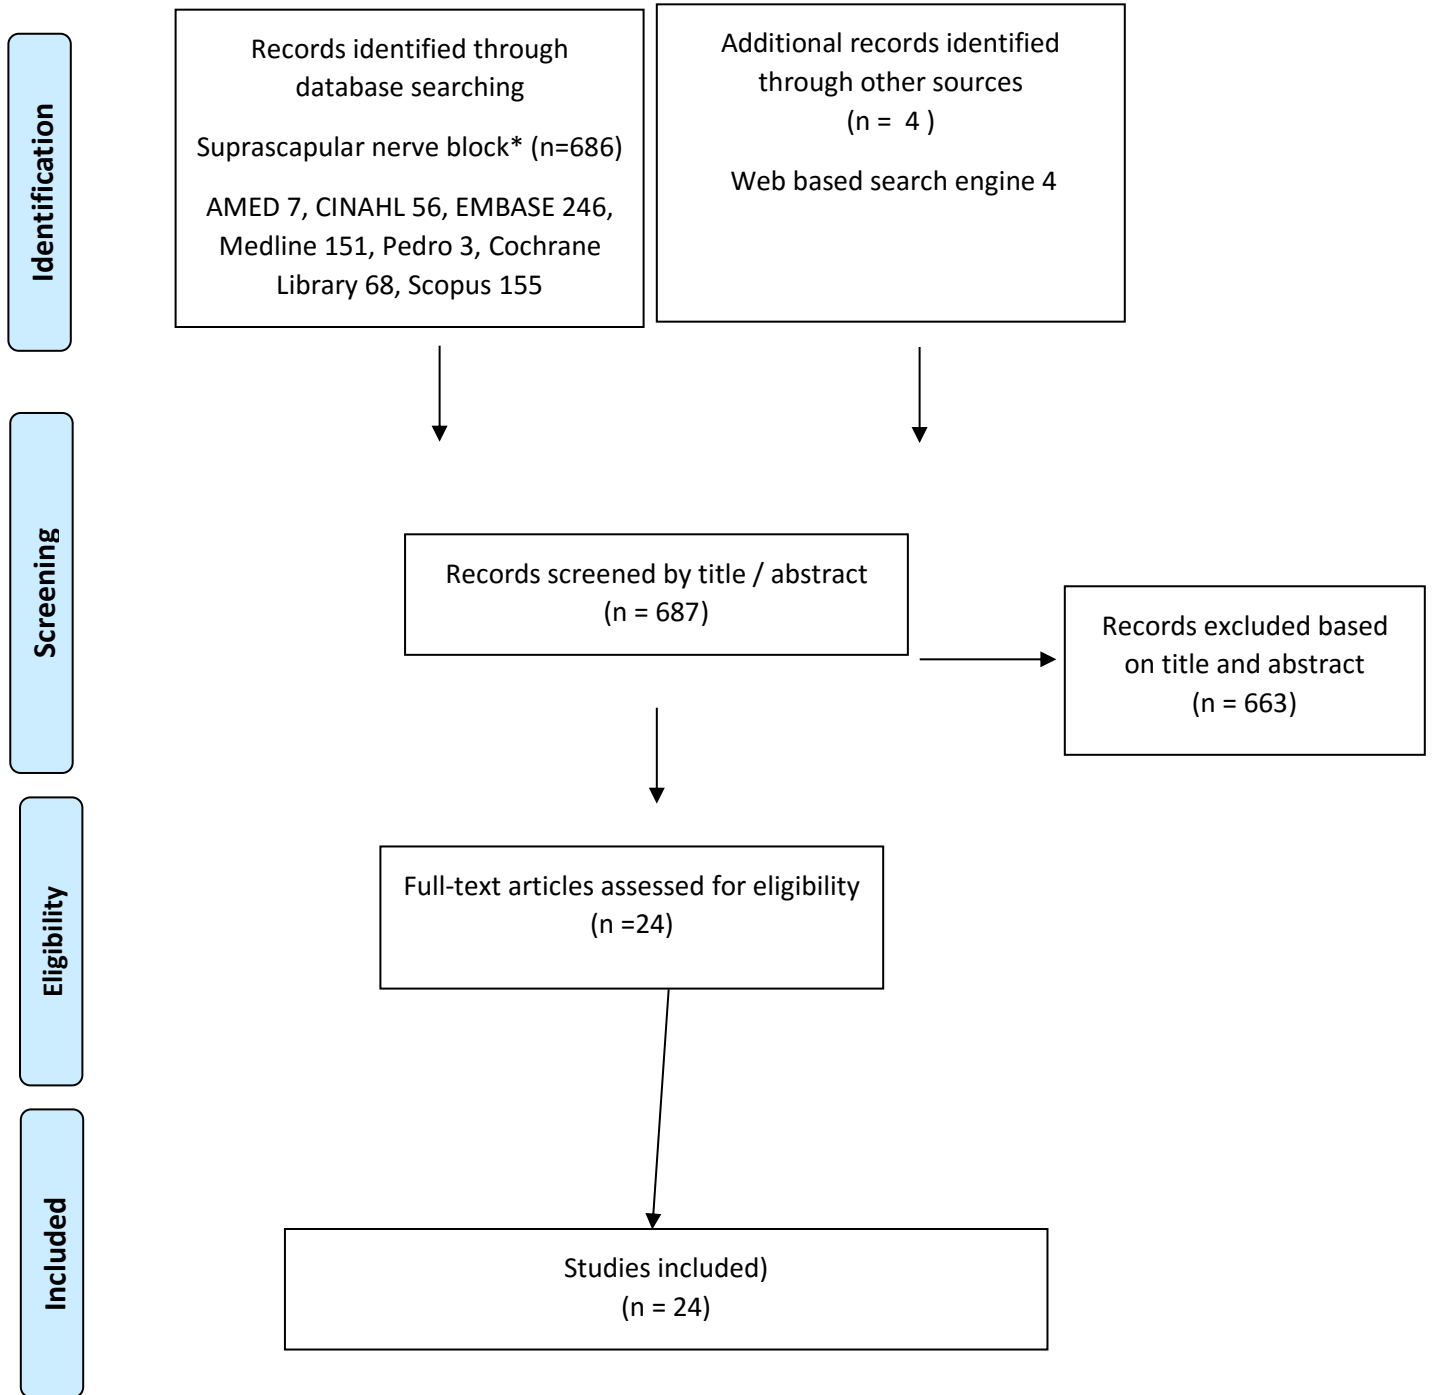 Identification
Records identified through
database searching
Suprascapular nerve block* (n=686)
AMED 7, CINAHL 56, EMBASE 246,
Medline 151, Pedro 3, Cochrane
Library 68, Scopus 155
Additional records identified
through other sources
(n =  4 )
Web based search engine 4
Screening
Records screened by title / abstract
(n = 687)
Records excluded based
on title and abstract
(n = 663)
Eligibility
Full-text articles assessed for eligibility
(n =24)
Included
Studies included)
(n = 24)